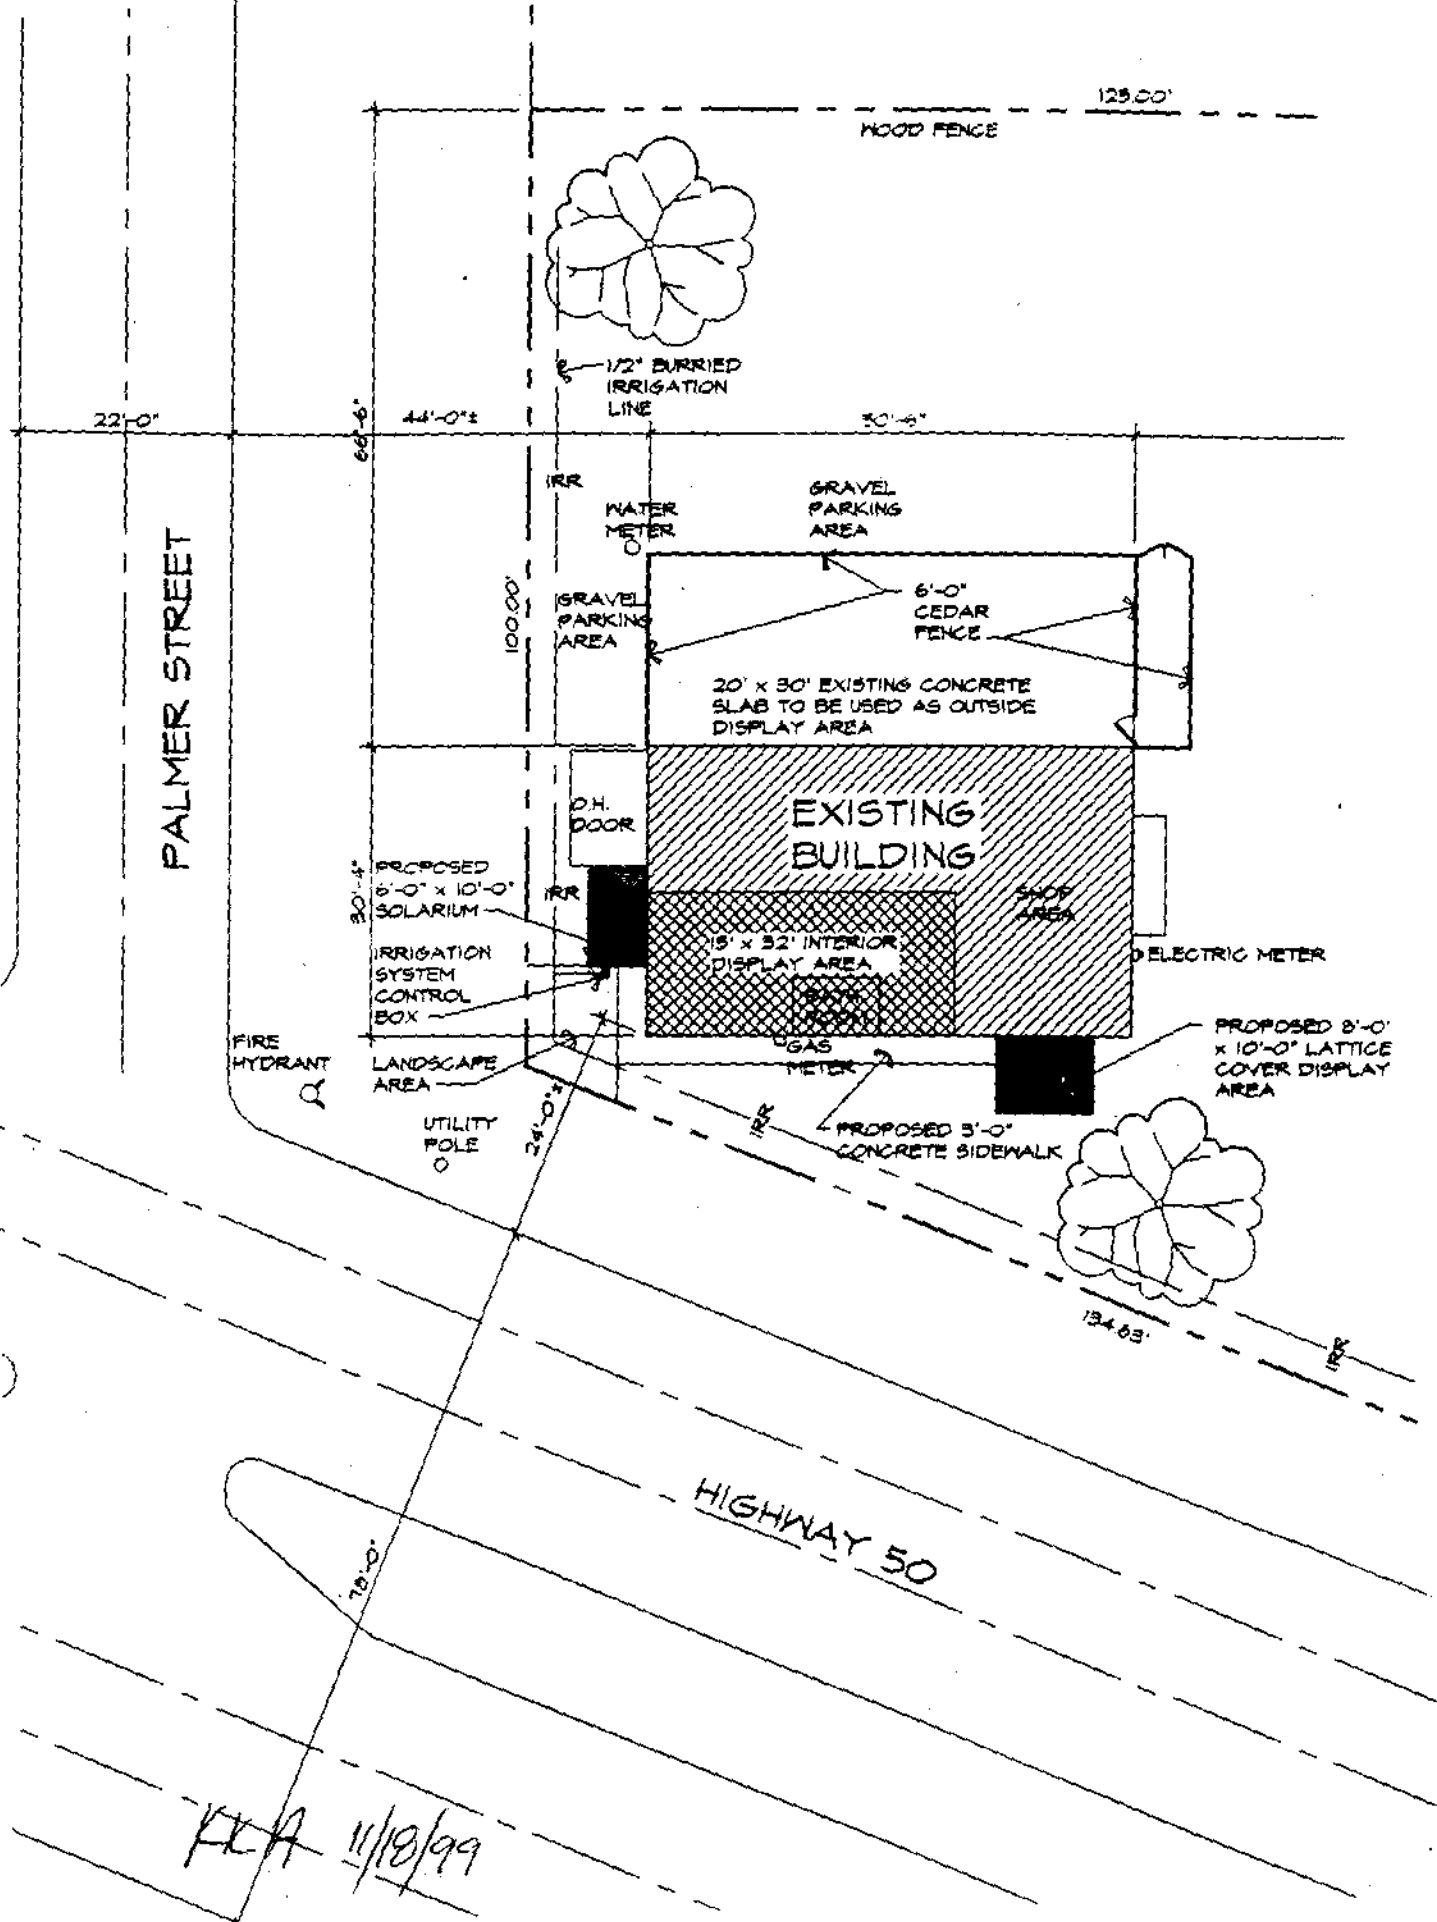 125.00'
WOOD FENCE
1/2" BURRIED
IRRIGATION
LINE
22'-0"
66'-6"
44'-0"±
IRR
WATER
METER
GRAVEL
PARKING
AREA
PALMER STREET
100.00'
GRAVEL
PARKING
AREA
6'-0"
CEDAR
FENCE
20' x 30' EXISTING CONCRETE
SLAB TO BE USED AS OUTSIDE
DISPLAY AREA
O.H.
DOOR
EXISTING
BUILDING
30'-4"
PROPOSED
6'-0" x 10'-0"
SOLARIUM
IRR
SHOP
AREA
IRRIGATION
SYSTEM
CONTROL
BOX
15' x 32' INTERIOR
DISPLAY AREA
BATH
ROOM
ELECTRIC METER
FIRE
HYDRANT
LANDSCAPE
AREA
GAS
METER
PROPOSED 8'-0"
x 10'-0" LATTICE
COVER DISPLAY
AREA
UTILITY
POLE
24'-0"±
IRR
PROPOSED 3'-0"
CONCRETE SIDEWALK
134.63'
IRR
HIGHWAY 50
78'-0"
KKA 11/18/99